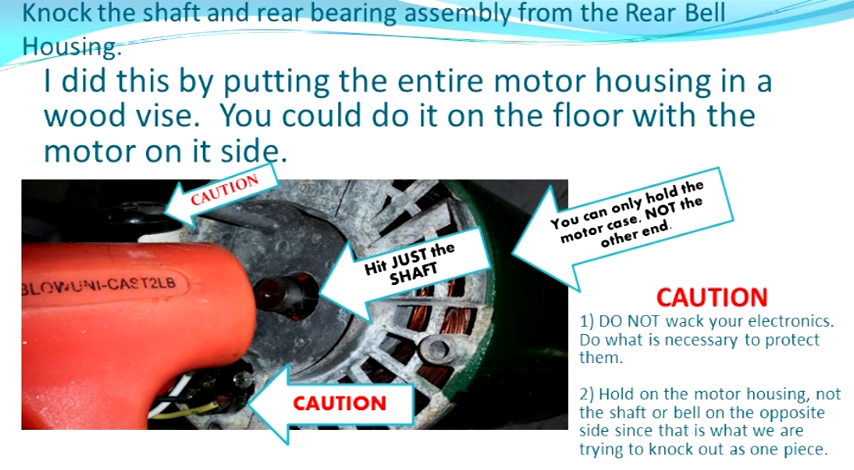 Knock the shaft and rear bearing assembly from the Rear Bell
Housing.
I did this by putting the entire motor housing in a
wood vise. You could do it on the floor with the
motor on it side.
CAUTION
You can only hold the
motor case, NOT the
other end.
Hit JUST the
SHAFT
BLOWUNI-CAST2LB
CAUTION
CAUTION
1) DO NOT wack your electronics.
Do what is necessary to protect
them.
2) Hold on the motor housing, not
the shaft or bell on the opposite
side since that is what we are
trying to knock out as one piece.